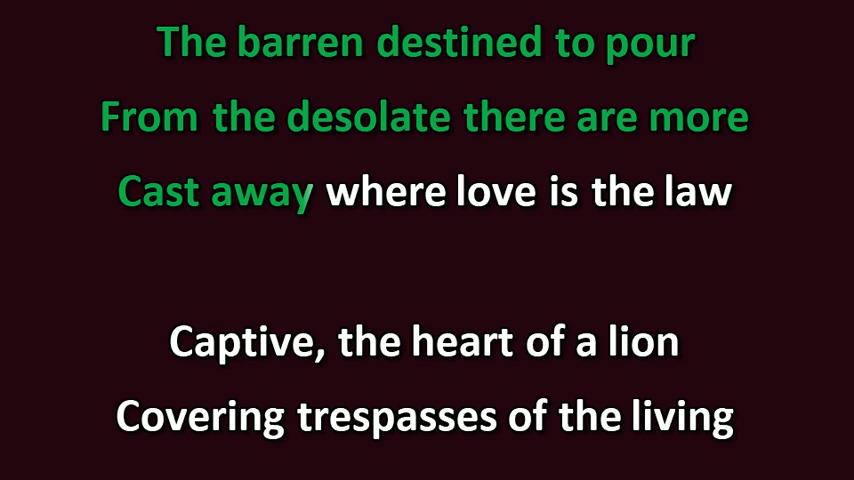 The barren destined to pour
From the desolate there are more
Cast away where love is the law
Captive, the heart of a lion
Covering trespasses of the living